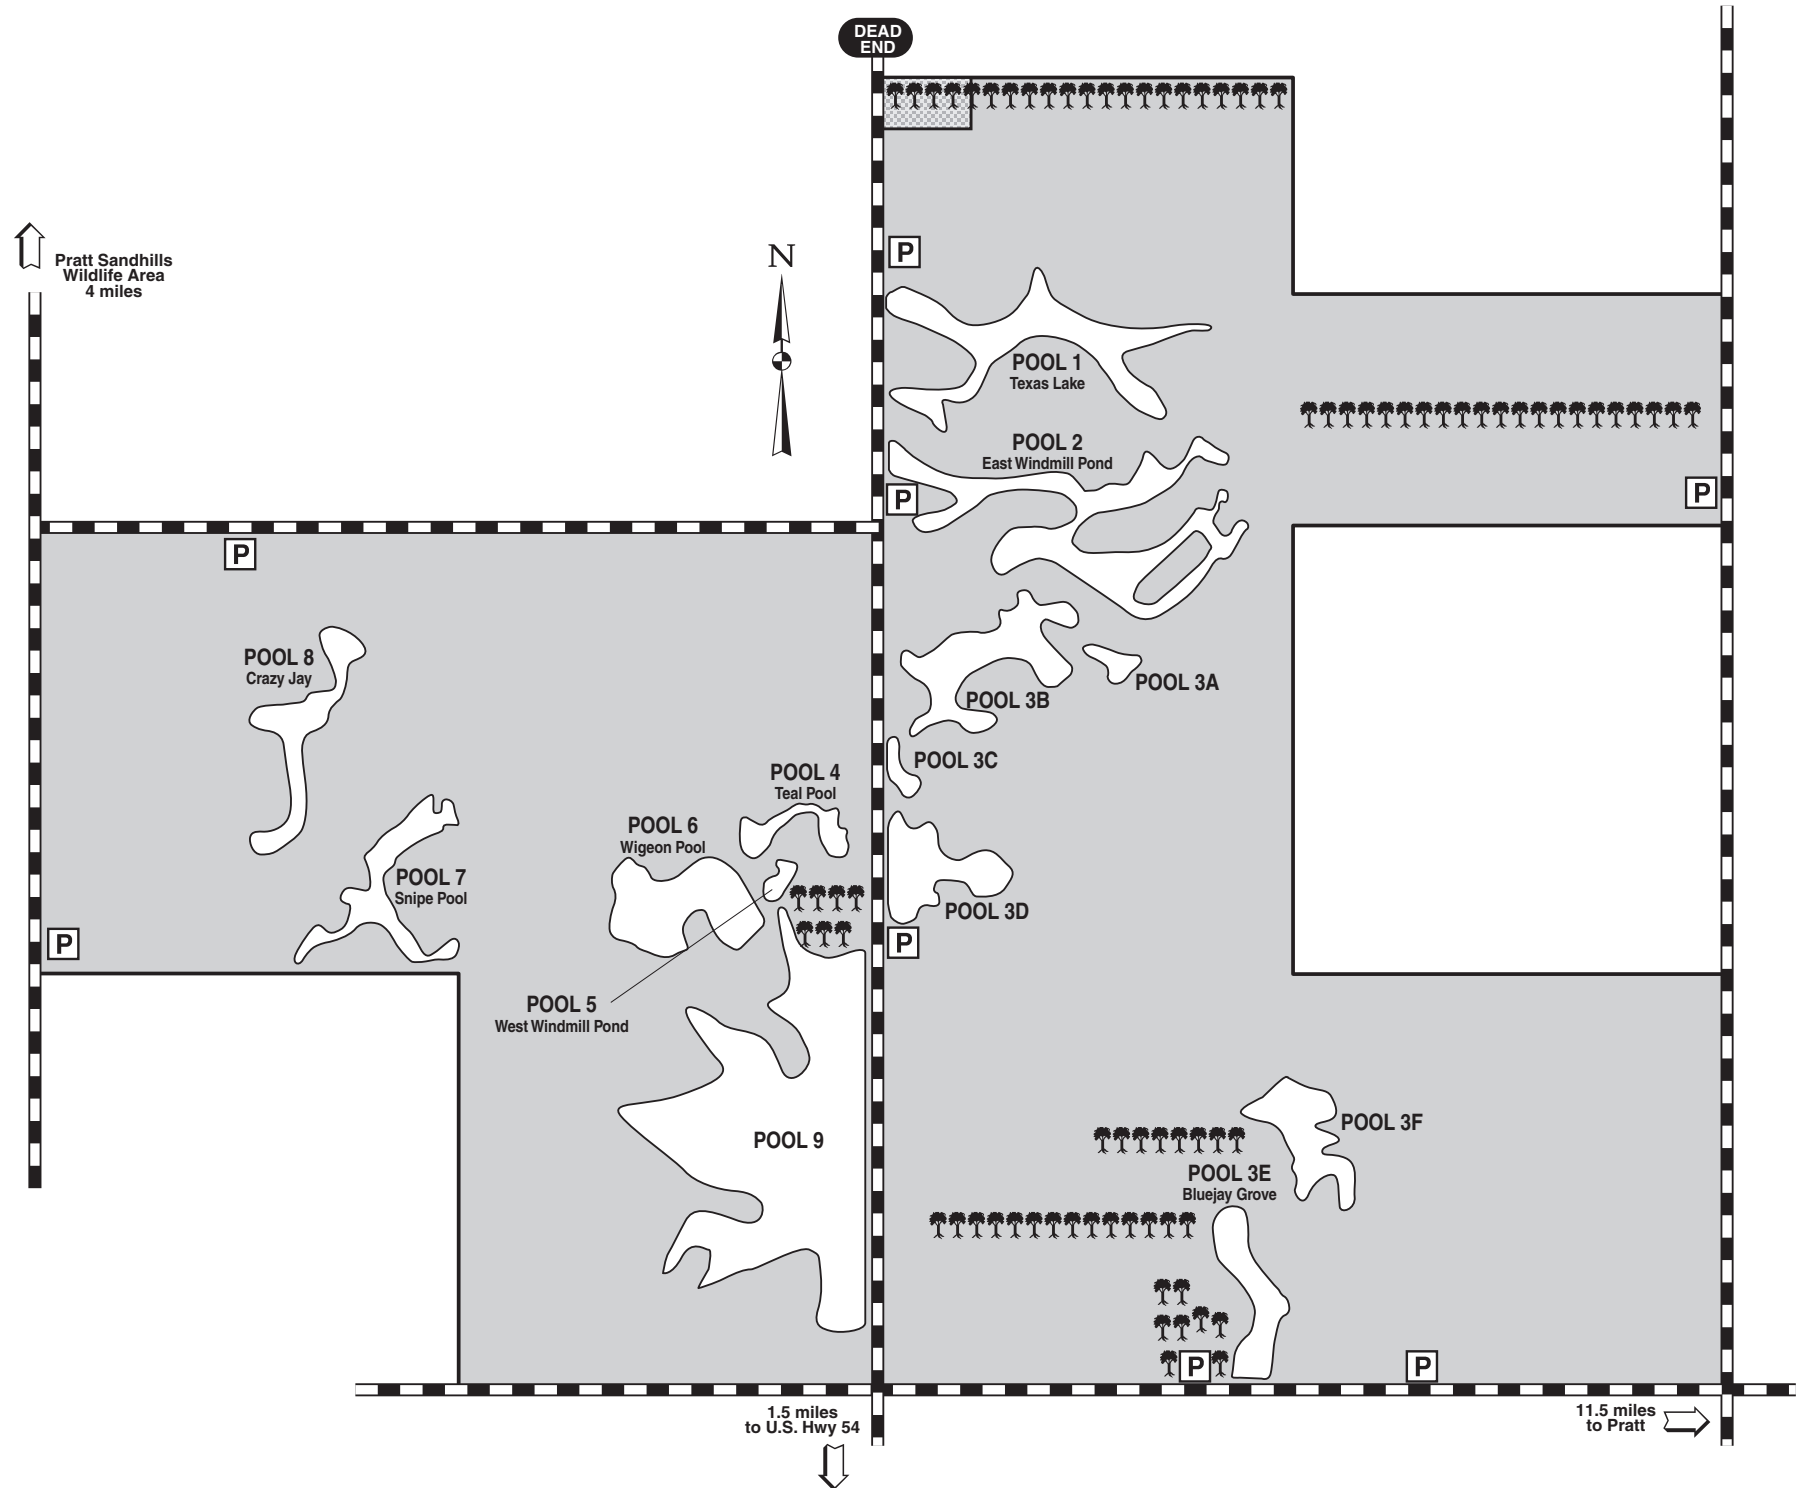 DEAD
END
P
N
Pratt Sandhills
Wildlife Area
4 miles
POOL 1
Texas Lake
POOL 2
East Windmill Pond
P
P
P
POOL 8
Crazy Jay
POOL 3A
POOL 3B
POOL 3C
POOL 4
Teal Pool
POOL 6
Wigeon Pool
POOL 7
Snipe Pool
POOL 3D
P
P
POOL 5
West Windmill Pond
POOL 9
POOL 3F
POOL 3E
Bluejay Grove
P
P
1.5 miles
to U.S. Hwy 54
11.5 miles
to Pratt